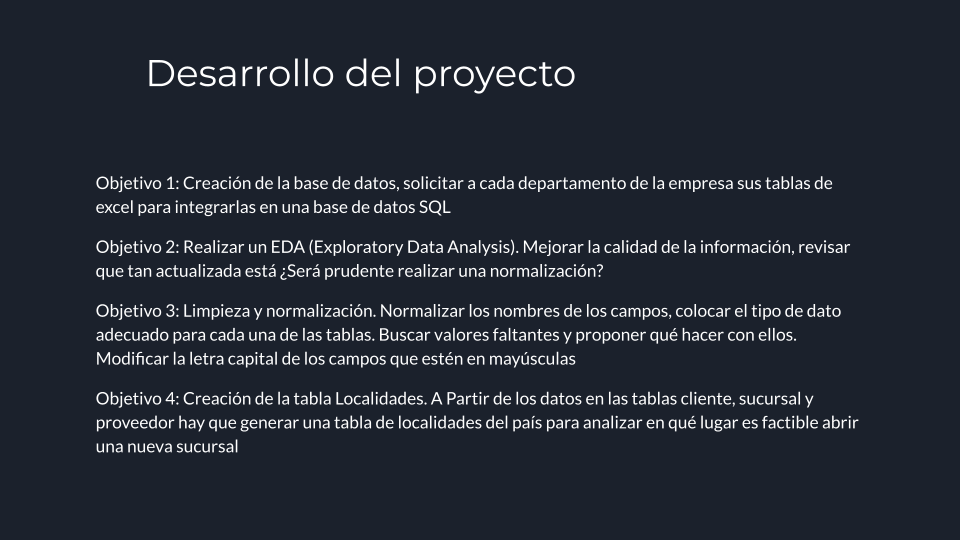 Desarrollo del proyecto
Objetivo 1: Creación de la base de datos, solicitar a cada departamento de la empresa sus tablas de
excel para integrarlas en una base de datos SQL
Objetivo 2: Realizar un EDA (Exploratory Data Analysis). Mejorar la calidad de la información, revisar
que tan actualizada está ¿Será prudente realizar una normalización?
Objetivo 3: Limpieza y normalización. Normalizar los nombres de los campos, colocar el tipo de dato
adecuado para cada una de las tablas. Buscar valores faltantes y proponer qué hacer con ellos.
Modificar la letra capital de los campos que estén en mayúsculas
Objetivo 4: Creación de la tabla Localidades. A Partir de los datos en las tablas cliente, sucursal y
proveedor hay que generar una tabla de localidades del país para analizar en qué lugar es factible abrir
una nueva sucursal